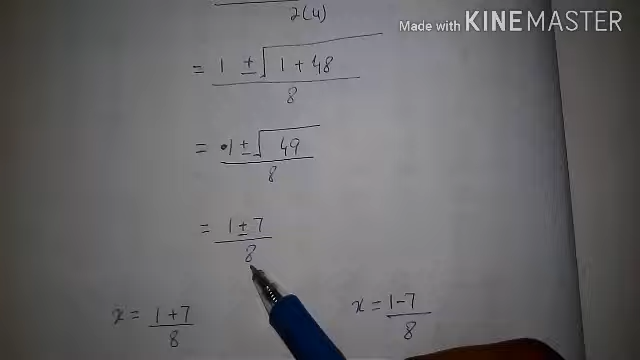 Made with KINEMASTER
2(4)
= 1 ± √1 + 48
8
= 1 ± √49
8
= 1 ± 7
8
x = 1 + 7 x = 1 - 7
8 8